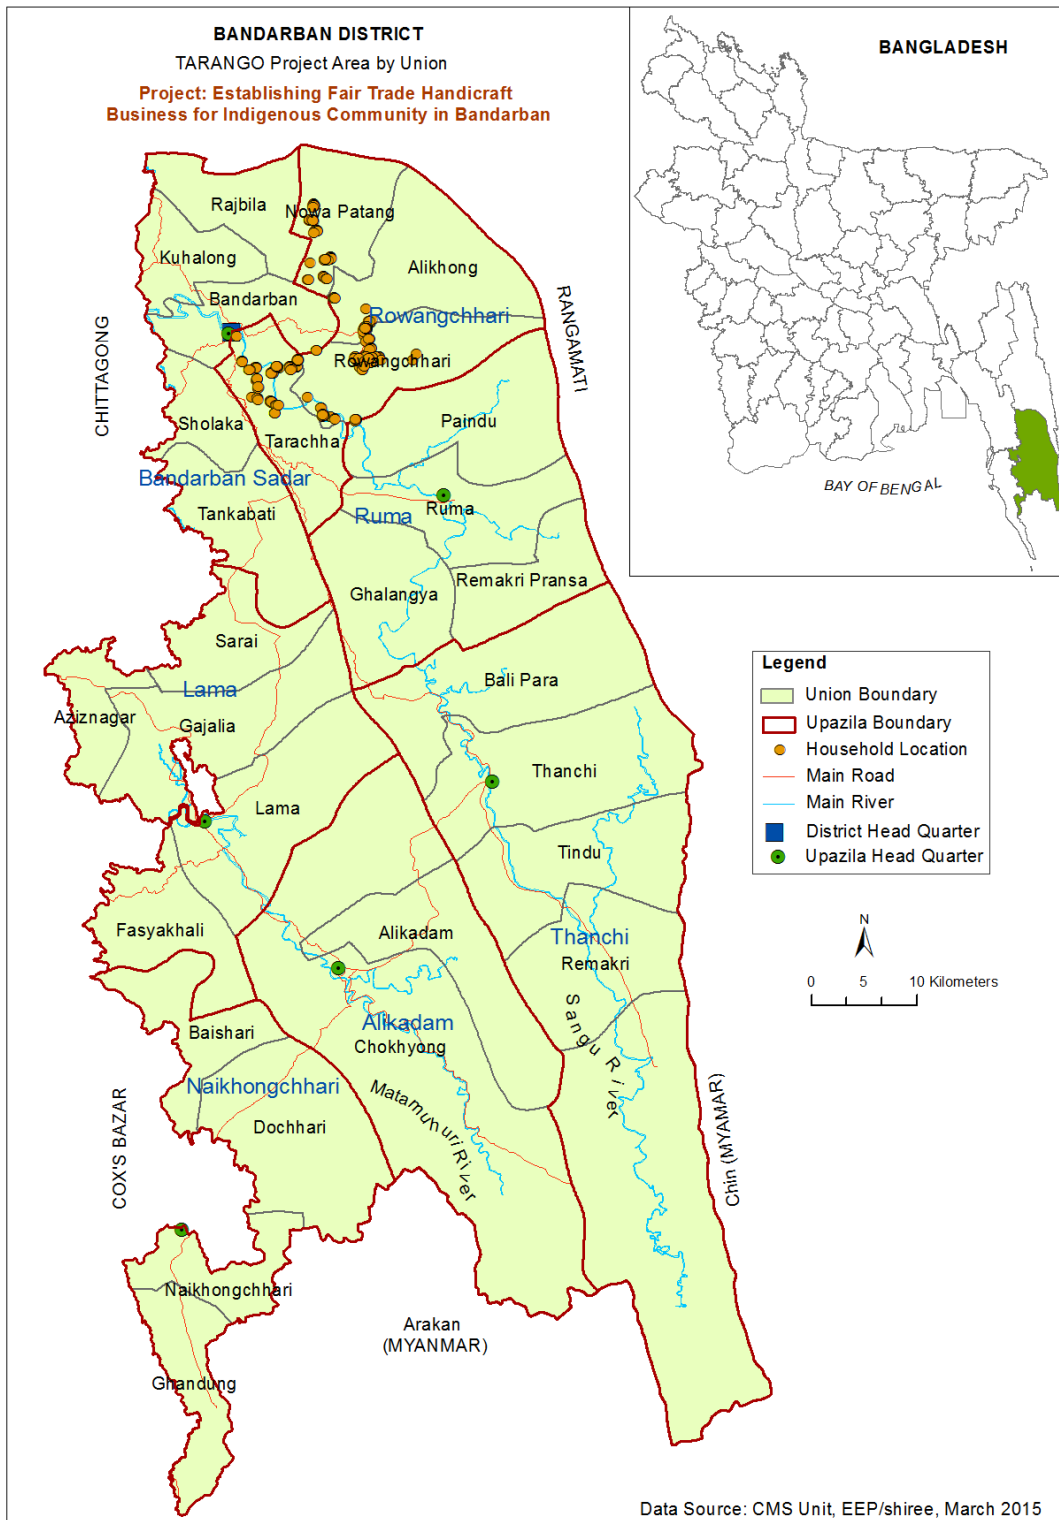 BANDARBAN DISTRICT
TARANGO Project Area by Union
Project: Establishing Fair Trade Handicraft
Business for Indigenous Community in Bandarban
BANGLADESH
BAY OF BENGAL
Rajbila
Nowa Patang
Kuhalong
Alikhong
Bandarban
Rowangchhari
Rowangchhari
CHITTAGONG
RANGAMATI
Sholaka
Tarachha
Paindu
Bandarban Sadar
Tankabati
Ruma
Ruma
Ghalangya
Remakri Pransa
Sarai
Lama
Aziznagar
Gajalia
Bali Para
Lama
Thanchi
Tindu
Fasyakhali
Alikadam
Thanchi
Remakri
Baishari
Alikadam
Chokhyong
Sangu River
Naikhongchhari
Matamuhuri River
Dochhari
COX'S BAZAR
Chin (MYAMAR)
Naikhongchhari
Arakan
(MYANMAR)
Ghandung
Legend
Union Boundary
Upazila Boundary
Household Location
Main Road
Main River
District Head Quarter
Upazila Head Quarter
N
0 5 10 Kilometers
Data Source: CMS Unit, EEP/shiree, March 2015